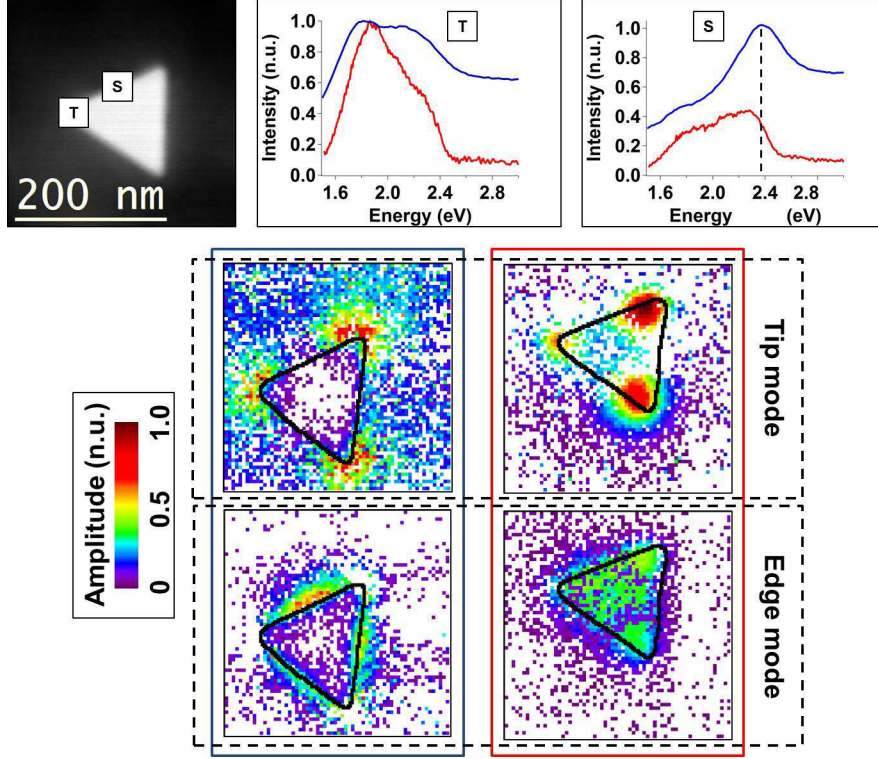 T
S
200 nm
T
Intensity (n.u.)
1.0
0.8
0.6
0.4
0.2
0.0
1.6 2.0 2.4 2.8
Energy (eV)
S
Intensity (n.u.)
1.0
0.8
0.6
0.4
0.2
0.0
1.6 2.0 2.4 2.8
Energy (eV)
Amplitude (n.u.)
0 0.5 1.0
Tip mode
Edge mode